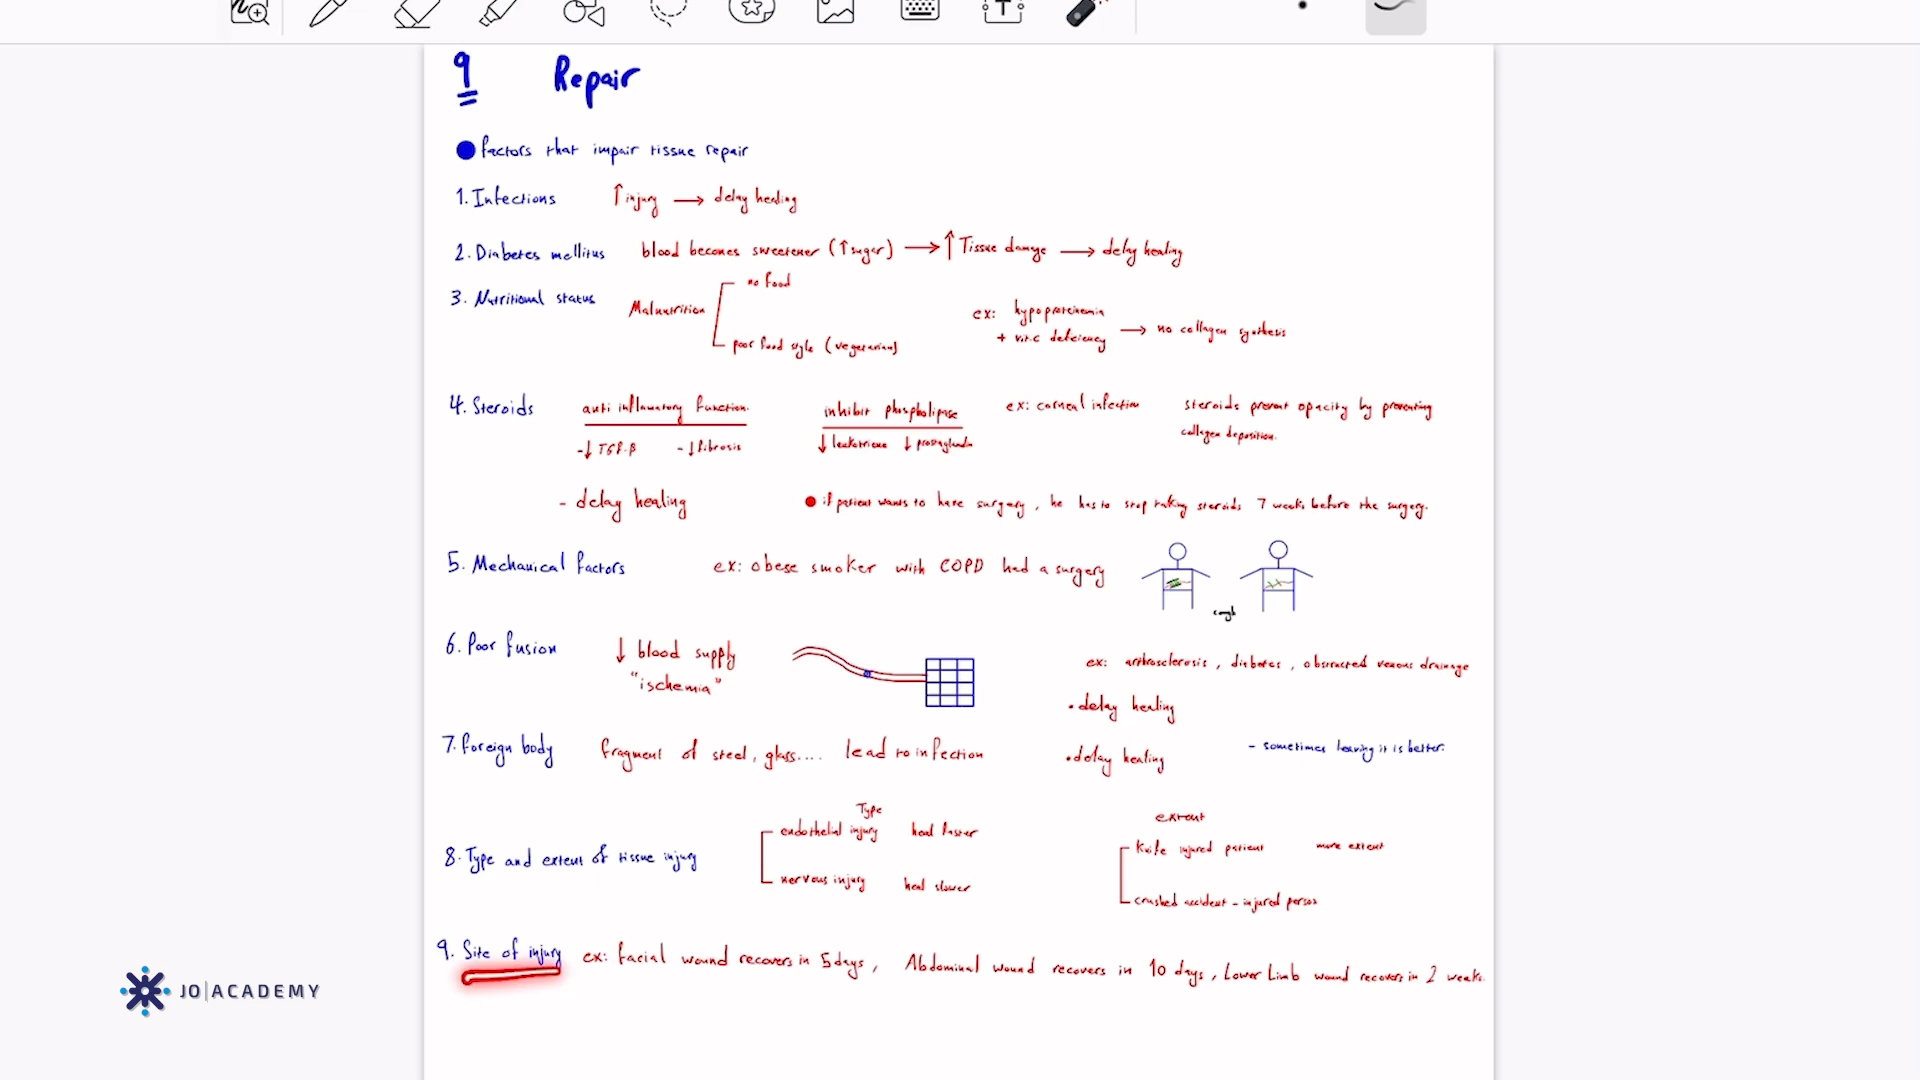 9 Repair
factors that impair tissue repair
1. Infections ↑ injury → delay healing
2. Diabetes mellitus blood becomes sweetener (↑ sugar) → ↑ Tissue damge → delay healing
3. Nutritional status Malnutrition
no food
poor food style (vegetarian)
ex: hypoproteinemia
+ vit.c deficiency → no collagen synthesis
4. Steroids anti inflamatory function. inhibit phospholipase ex: corneal infection steroids prevent opacity by preventing
collagen deposition.
- ↓ TGF-β - ↓ fibrosis ↓ leukotriene ↓ prostaglandin
- delay healing if patient wants to have surgery, he has to stop taking steroids 7 weeks before the surgery.
5. Mechanical factors ex: obese smoker with COPD had a surgery
cough
6. Poor fusion ↓ blood supply
"ischemia"
ex: arthrosclerosis, diabetes, obstructed venous drainage
• delay healing
7. foreign body fragment of steel, glass.... lead to infection • delay healing - sometimes leaving it is better.
8. Type and extent of tissue injury
Type
endothelial injury heal faster
nervous injury heal slower
extent
Knife injured patient more extent
crushed accident - injured person
9. Site of injury ex: facial wound recovers in 5 days, Abdominal wound recovers in 10 days, Lower Limb wound recovers in 2 weeks.
JO|ACADEMY